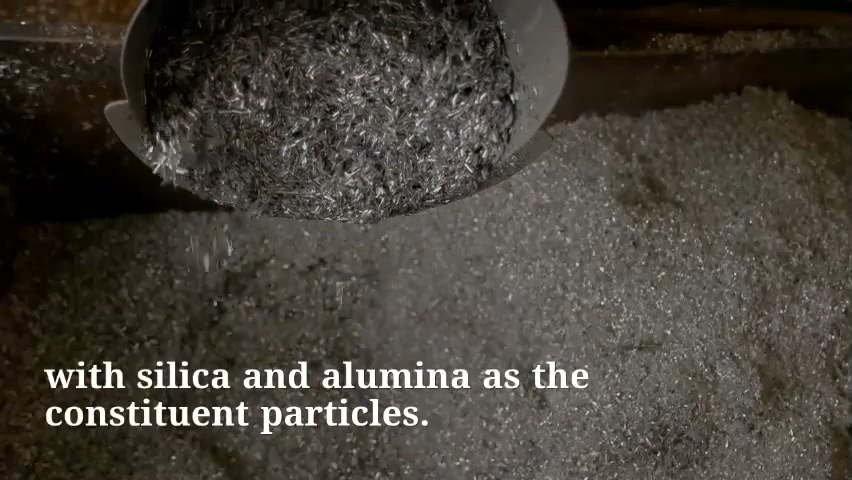 with silica and alumina as the
constituent particles.